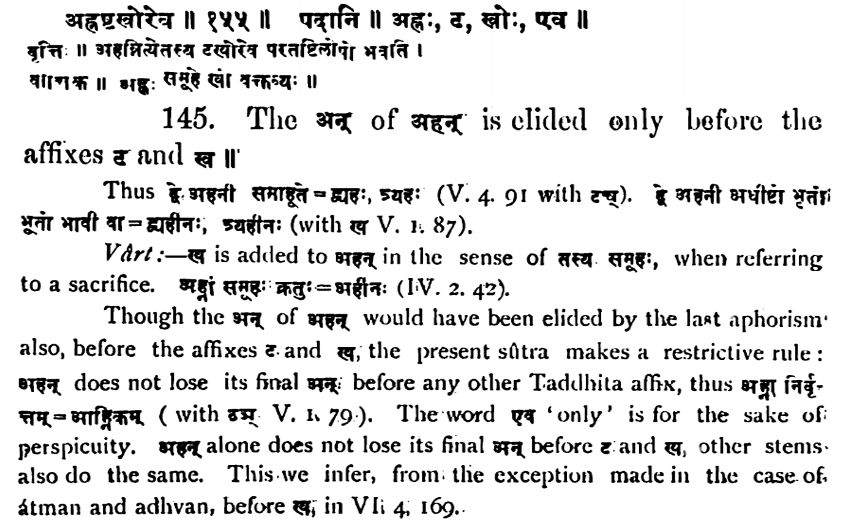 अह्नष्टखोरेव ॥ १४५ ॥ पदानि ॥ अह्नः, ट, खोः, एव ॥
वृत्तिः ॥ अहन्नित्येतस्य टखोरेव परतष्टिलोपो भवति ।
वार्त्तिकम् ॥ अह्नः समूहे खो वक्तव्यः ॥
145. The अन् of अहन् is elided only before the
affixes ट and ख ॥
Thus द्वे अहनी समाहृते = द्व्यहः, त्र्यहः (V. 4. 91 with टच्). द्वे अहनी अधीष्टो भृतो
भूतो भावी वा = द्व्यहीनः, त्र्यहीनः (with ख V. 1. 87).
Vârt:—ख is added to अहन् in the sense of तस्य समूहः, when referring
to a sacrifice. अह्नां समूहः क्रतुः = अहीनः (IV. 2. 42).
Though the अन् of अहन् would have been elided by the last aphorism
also, before the affixes ट and ख, the present sûtra makes a restrictive rule :
अहन् does not lose its final अन् before any other Taddhita affix, thus अह्ना निर्वृ-
त्तम् = आह्निकम् ( with ठञ् V. 1. 79 ). The word एव 'only' is for the sake of
perspicuity. अहन् alone does not lose its final अन् before ट and ख, other stems
also do the same. This we infer, from the exception made in the case of
átman and adhvan, before ख, in VI. 4. 169.